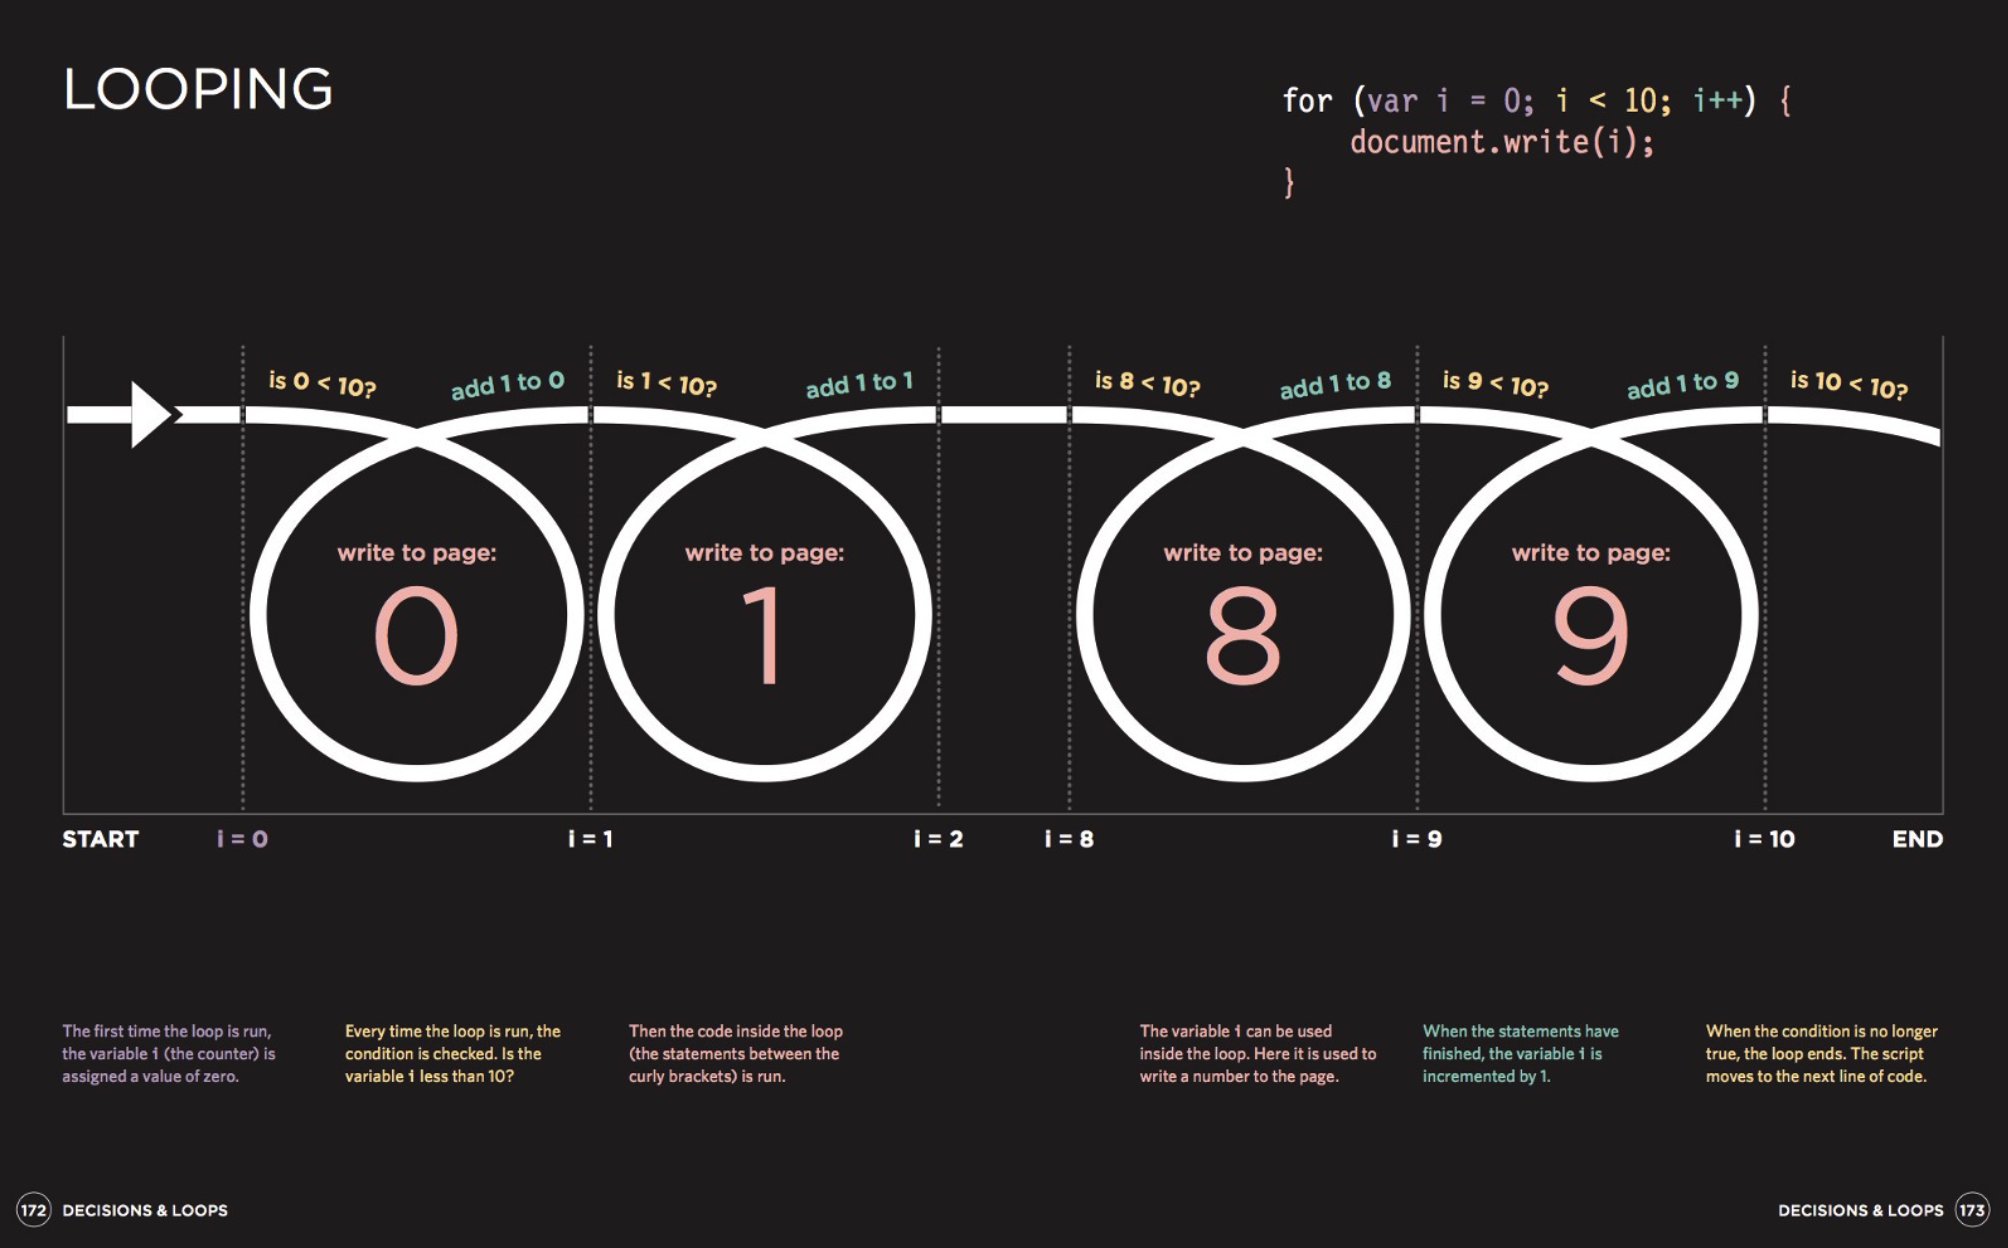 LOOPING
for (var i = 0; i < 10; i++) {
document.write(i);
}
is 0 < 10?
add 1 to 0
is 1 < 10?
add 1 to 1
is 8 < 10?
add 1 to 8
is 9 < 10?
add 1 to 9
is 10 < 10?
write to page:
0
write to page:
1
write to page:
8
write to page:
9
START
i = 0
i = 1
i = 2
i = 8
i = 9
i = 10
END
The first time the loop is run,
the variable i (the counter) is
assigned a value of zero.
Every time the loop is run, the
condition is checked. Is the
variable i less than 10?
Then the code inside the loop
(the statements between the
curly brackets) is run.
The variable i can be used
inside the loop. Here it is used to
write a number to the page.
When the statements have
finished, the variable i is
incremented by 1.
When the condition is no longer
true, the loop ends. The script
moves to the next line of code.
172 DECISIONS & LOOPS
DECISIONS & LOOPS 173